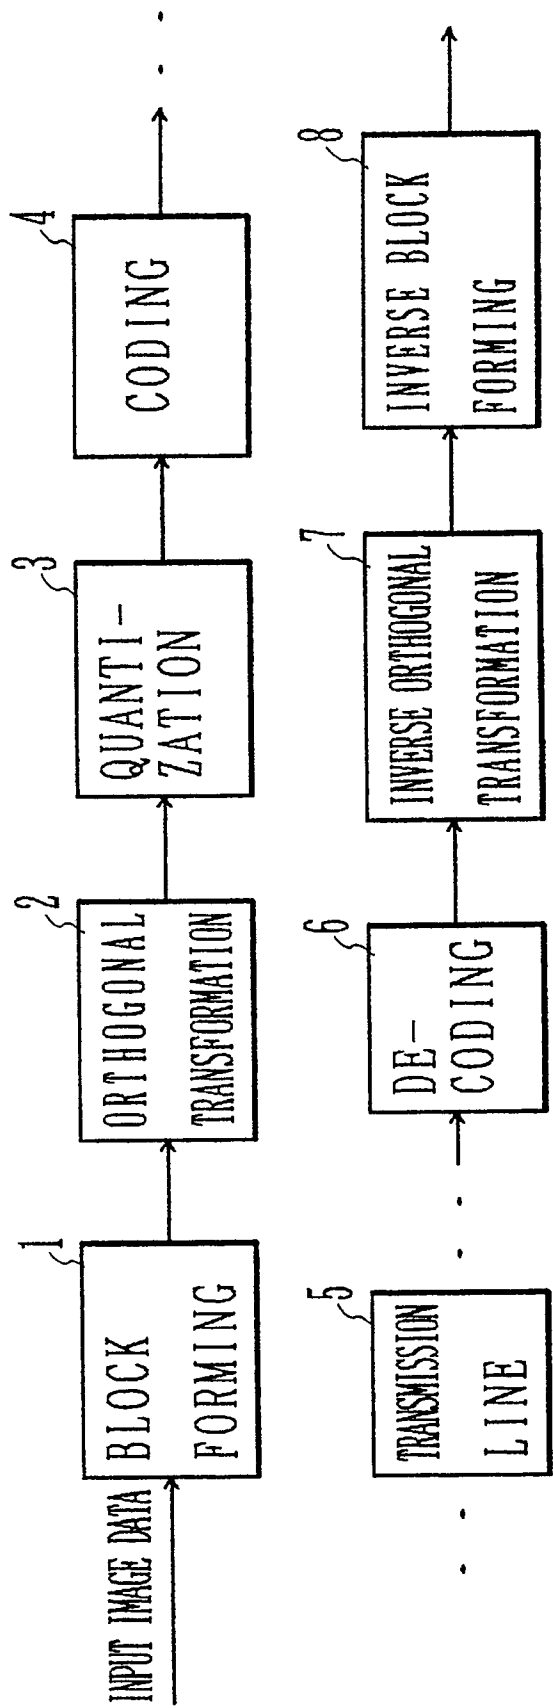 INPUT IMAGE DATA
1
BLOCK
FORMING
2
ORTHOGONAL
TRANSFORMATION
3
QUANTI-
ZATION
4
CODING
5
TRANSMISSION
LINE
6
DE-
CODING
7
INVERSE ORTHOGONAL
TRANSFORMATION
8
INVERSE BLOCK
FORMING